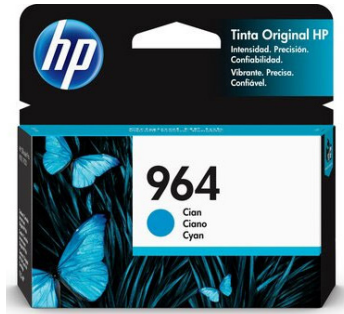 hp
Tinta Original HP
Intensidad. Precisión.
Confiabilidad.
Vibrante. Precisa.
Confiável.
964
Cian
Ciano
Cyan